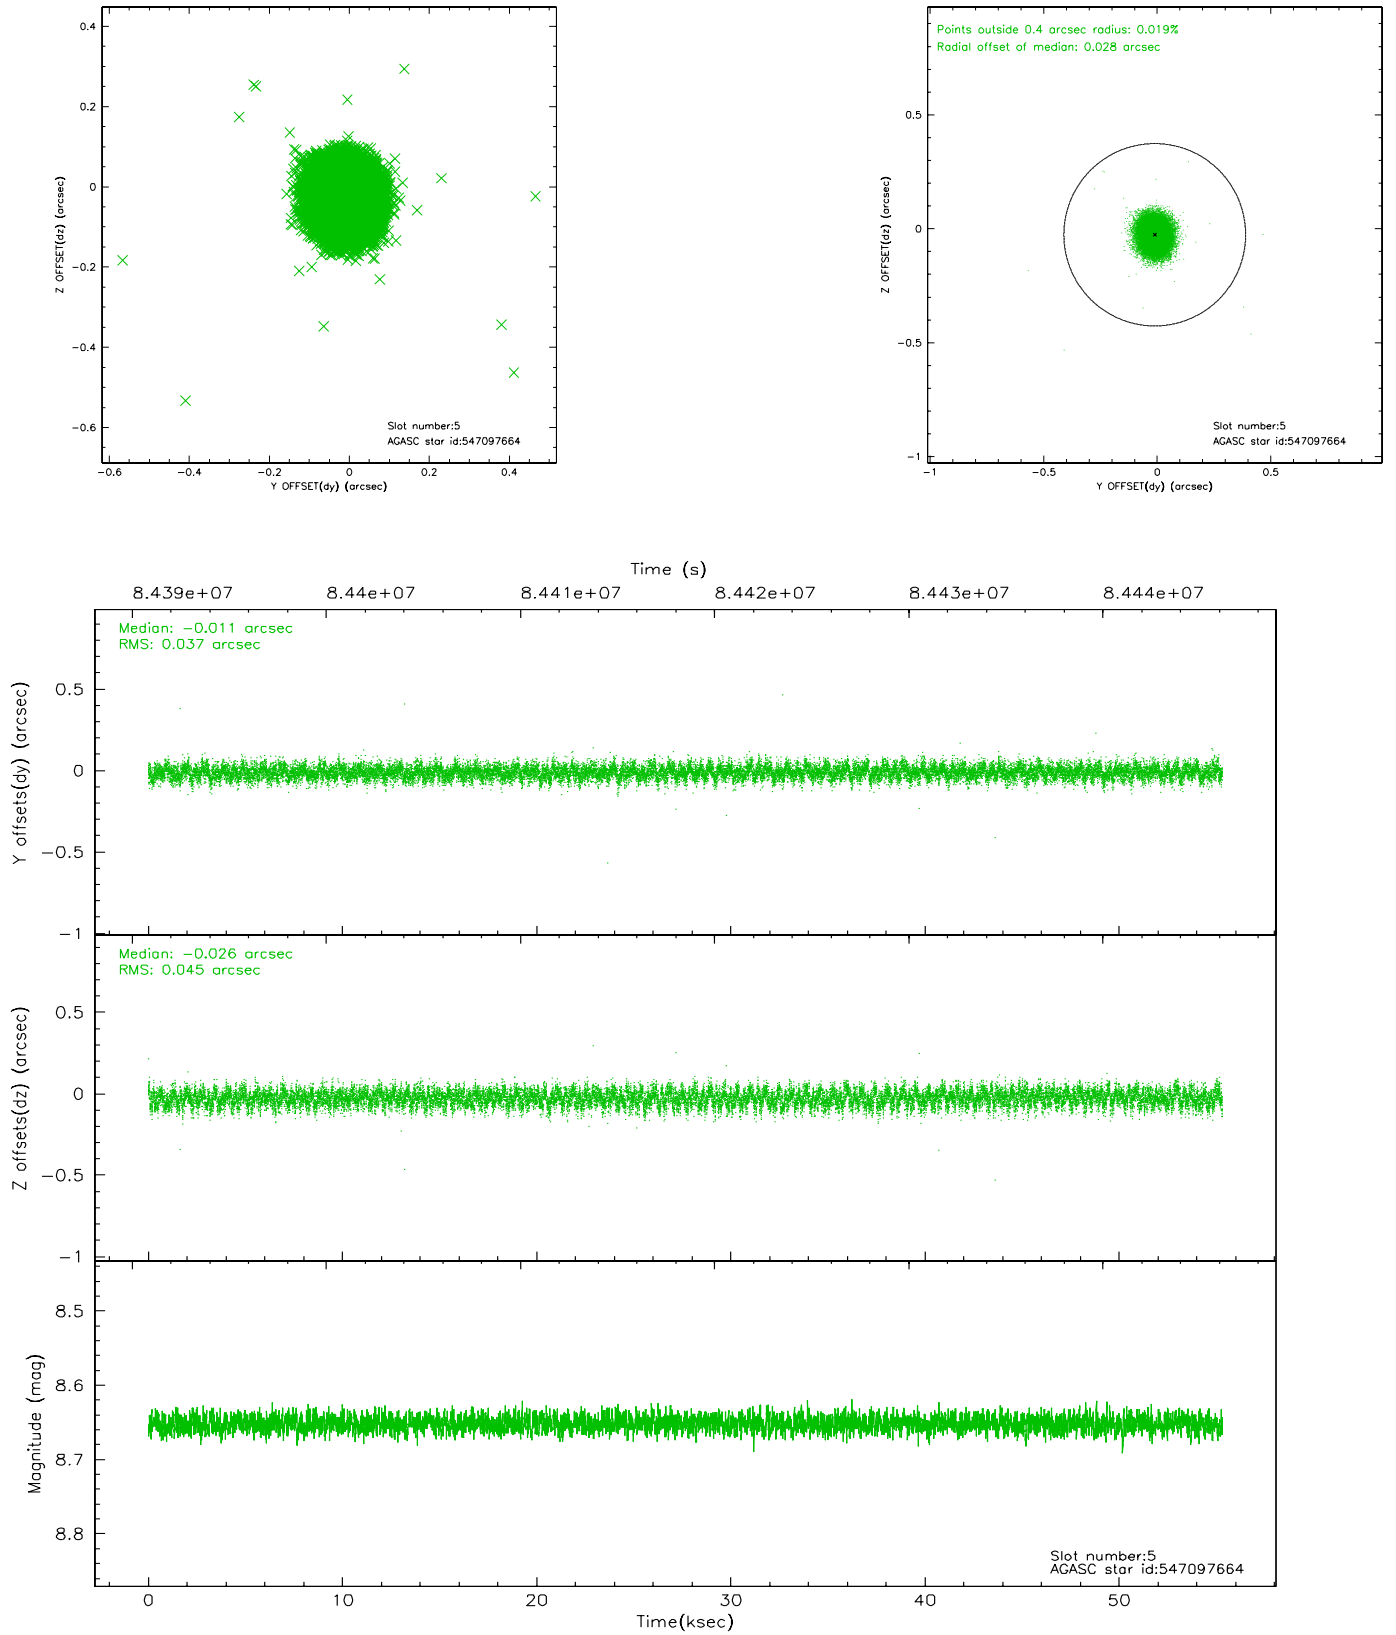 0.4
0.2
0
−0.2
−0.4
−0.6
Z OFFSET(dz) (arcsec)
Slot number:5
AGASC star id:547097664
−0.6 −0.4 −0.2 0 0.2 0.4
Y OFFSET(dy) (arcsec)
Points outside 0.4 arcsec radius: 0.019%
Radial offset of median: 0.028 arcsec
0.5
0
−0.5
−1
Z OFFSET(dz) (arcsec)
Slot number:5
AGASC star id:547097664
−1 −0.5 0 0.5
Y OFFSET(dy) (arcsec)
Time (s)
8.439e+07 8.44e+07 8.441e+07 8.442e+07 8.443e+07 8.444e+07
Median: −0.011 arcsec
RMS: 0.037 arcsec
0.5
0
−0.5
−1
Y offsets(dy) (arcsec)
Median: −0.026 arcsec
RMS: 0.045 arcsec
0.5
0
−0.5
−1
Z offsets(dz) (arcsec)
8.5
8.6
8.7
8.8
Magnitude (mag)
Slot number:5
AGASC star id:547097664
0 10 20 30 40 50
Time(ksec)